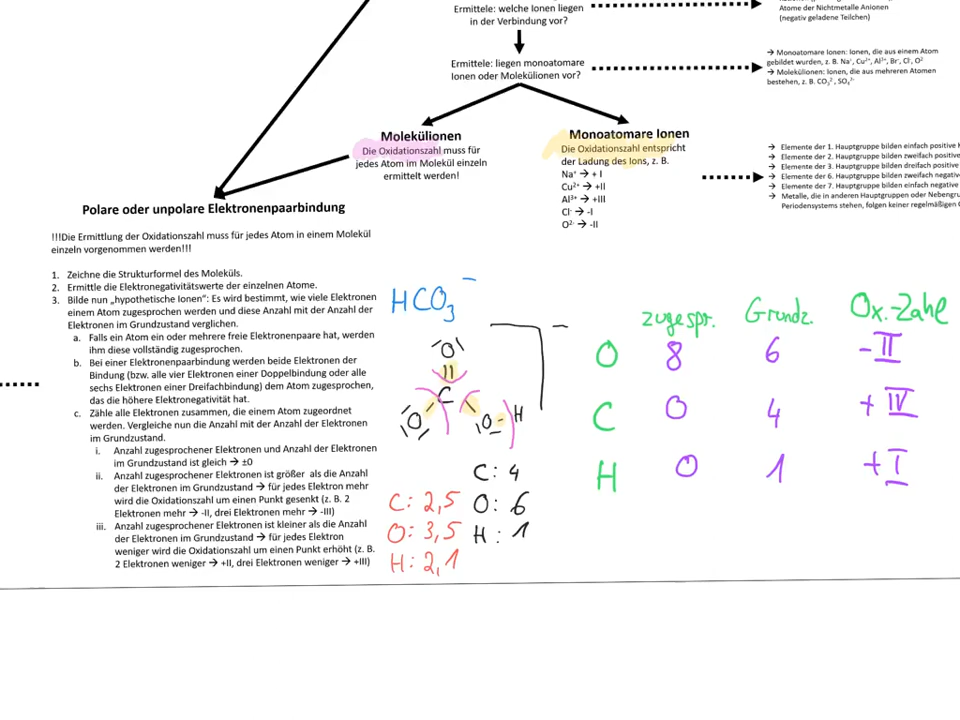 Ermittele: welche Ionen liegen
in der Verbindung vor?
Atome der Nichtmetalle Anionen
(negativ geladene Teilchen)
Ermittele: liegen monoatomare
Ionen oder Molekülionen vor?
→ Monoatomare Ionen: Ionen, die aus einem Atom
gebildet wurden, z. B. Na⁺, Cu²⁺, Al³⁺, Br⁻, Cl⁻, O²⁻
→ Molekülionen: Ionen, die aus mehreren Atomen
bestehen, z. B. CO₃²⁻, SO₄²⁻
Molekülionen
Die Oxidationszahl muss für
jedes Atom im Molekül einzeln
ermittelt werden!
Monoatomare Ionen
Die Oxidationszahl entspricht
der Ladung des Ions, z. B.
Na⁺ → + I
Cu²⁺ → +II
Al³⁺ → +III
Cl⁻ → -I
O²⁻ → -II
→ Elemente der 1. Hauptgruppe bilden einfach positive
→ Elemente der 2. Hauptgruppe bilden zweifach positive
→ Elemente der 3. Hauptgruppe bilden dreifach positive
→ Elemente der 6. Hauptgruppe bilden zweifach negative
→ Elemente der 7. Hauptgruppe bilden einfach negative
→ Metalle, die in anderen Hauptgruppen oder
Periodensystems stehen, folgen keiner
Polare oder unpolare Elektronenpaarbindung
!!!Die Ermittlung der Oxidationszahl muss für jedes Atom in einem Molekül
einzeln vorgenommen werden!!!
1. Zeichne die Strukturformel des Moleküls.
2. Ermittle die Elektronegativitätswerte der einzelnen Atome.
3. Bilde nun „hypothetische Ionen“: Es wird bestimmt, wie viele Elektronen
einem Atom zugesprochen werden und diese Anzahl mit der Anzahl der
Elektronen im Grundzustand verglichen.
a. Falls ein Atom ein oder mehrere freie Elektronenpaare hat, werden
ihm diese vollständig zugesprochen.
b. Bei einer Elektronenpaarbindung werden beide Elektronen der
Bindung (bzw. alle vier Elektronen einer Doppelbindung oder alle
sechs Elektronen einer Dreifachbindung) dem Atom zugesprochen,
das die höhere Elektronegativität hat.
c. Zähle alle Elektronen zusammen, die einem Atom zugeordnet
werden. Vergleiche nun die Anzahl mit der Anzahl der Elektronen
im Grundzustand.
i. Anzahl zugesprochener Elektronen und Anzahl der Elektronen
im Grundzustand ist gleich → ±0
ii. Anzahl zugesprochener Elektronen ist größer als die Anzahl
der Elektronen im Grundzustand → für jedes Elektron mehr
wird die Oxidationszahl um einen Punkt gesenkt (z. B. 2
Elektronen mehr → -II, drei Elektronen mehr → -III)
iii. Anzahl zugesprochener Elektronen ist kleiner als die Anzahl
der Elektronen im Grundzustand → für jedes Elektron
weniger wird die Oxidationszahl um einen Punkt erhöht (z. B.
2 Elektronen weniger → +II, drei Elektronen weniger → +III)
HCO₃⁻
O
C
O O H
C: 4
C: 2,5 O: 6
O: 3,5 H: 1
H: 2,1
zugespr. Grundz. Ox.-Zahl
O 8 6 -II
C 0 4 +IV
H 0 1 +I